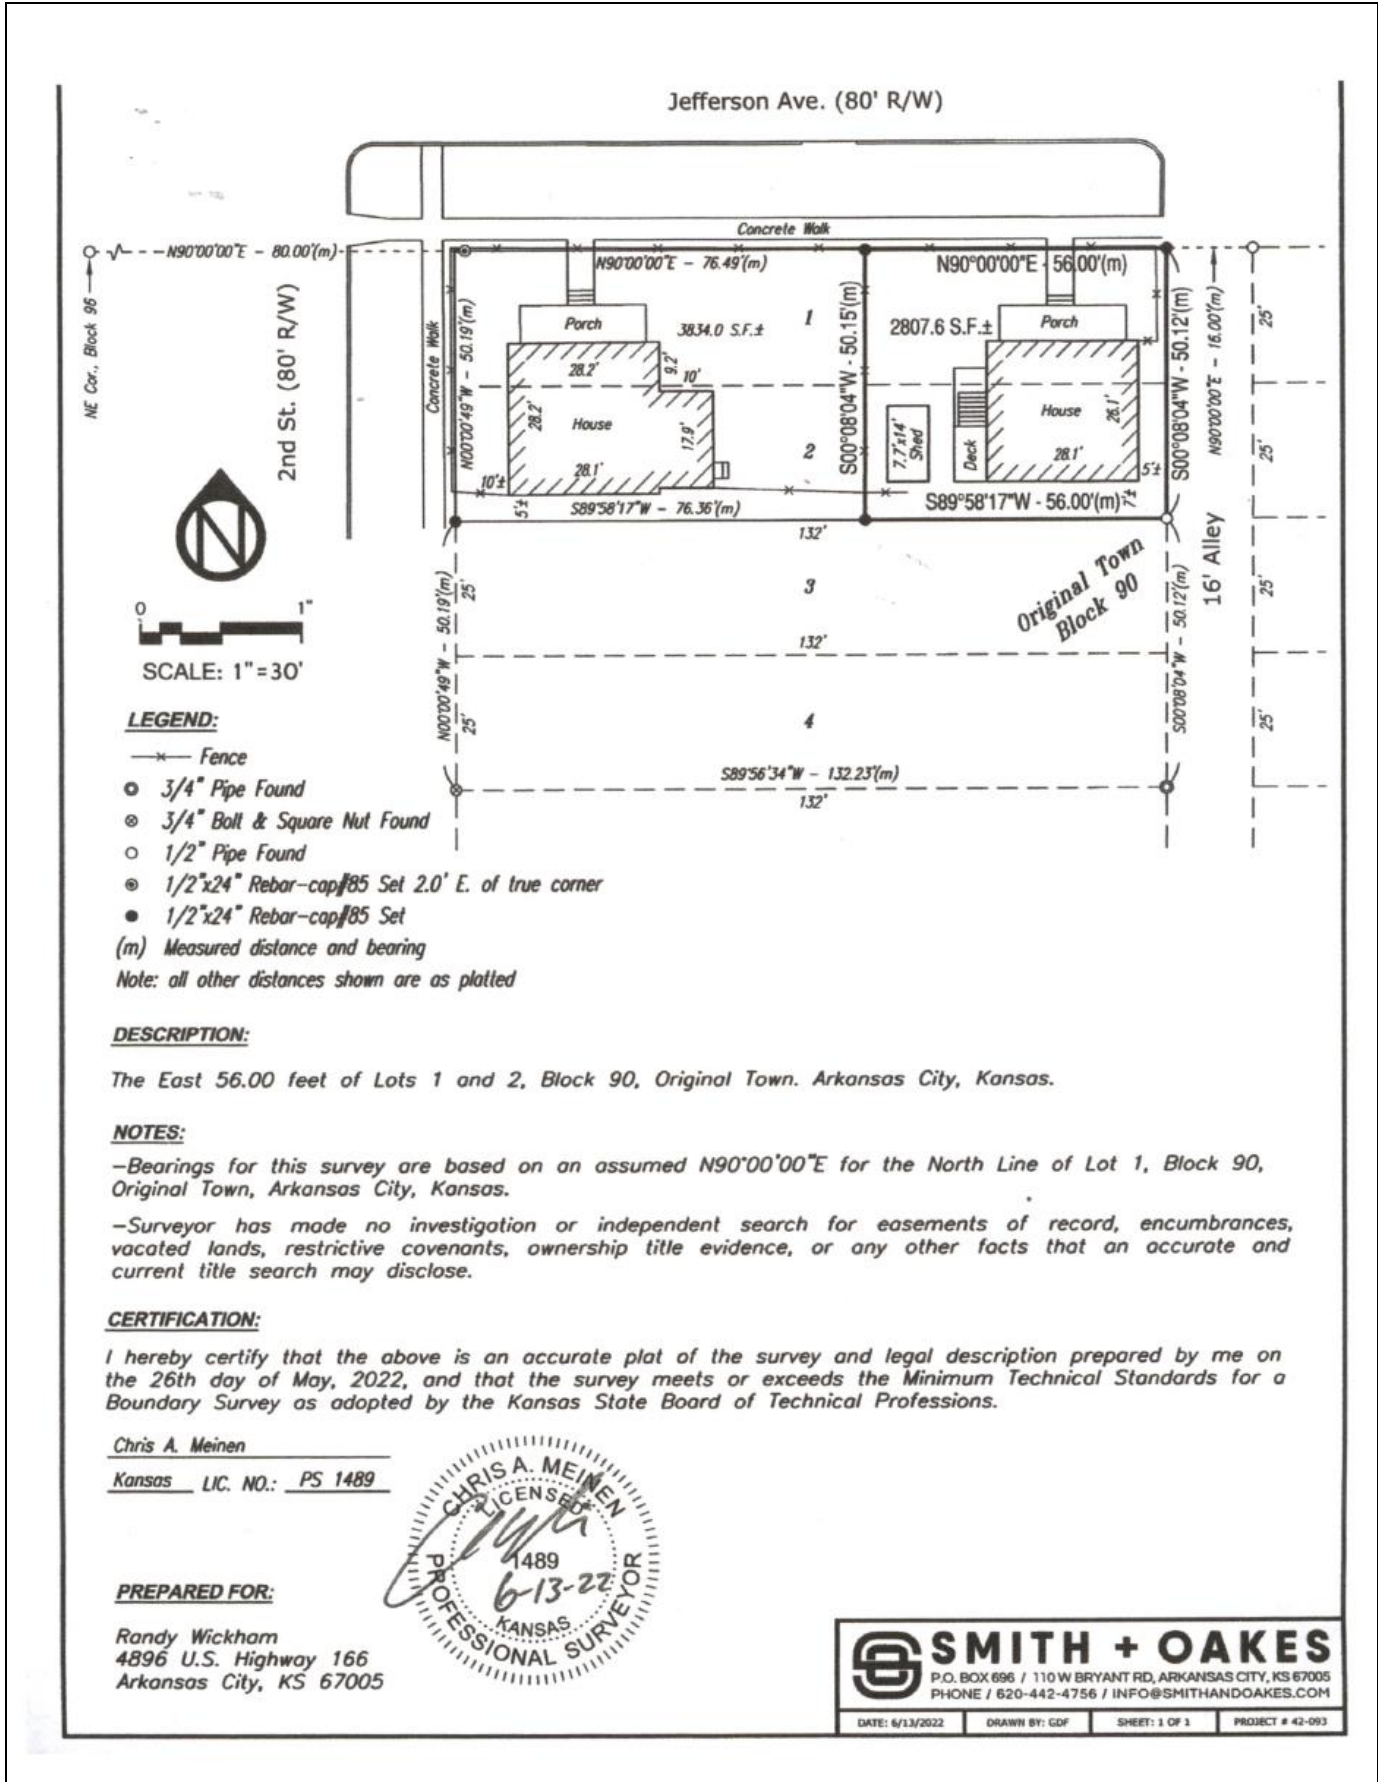 Jefferson Ave. (80' R/W)
Concrete Walk
N90°00'00"E - 80.00'(m)
N90°00'00"E - 76.49'(m)
N90°00'00"E - 56.00'(m)
NE Cor., Block 96
2nd St. (80' R/W)
Concrete Walk
N00°00'49"W - 50.19'(m)
Porch
3834.0 S.F.±
1
S00°08'04"W - 50.15'(m)
2807.6 S.F.±
Porch
S00°08'04"W - 50.12'(m)
N90°00'00"E - 16.00'(m)
25'
28.2'
9.2'
10'
28.2'
House
17.9'
28.1'
2
7.7'x14'
Shed
Deck
House
26.1'
28.1'
5'±
25'
10'±
5'±
S89°58'17"W - 76.36'(m)
S89°58'17"W - 56.00'(m)
7'±
132'
N
Original Town
Block 90
16' Alley
N00°00'49"W - 50.19'(m)
25'
3
S00°08'04"W - 50.12'(m)
25'
0 1"
SCALE: 1"=30'
132'
25'
4
25'
S89°56'34"W - 132.23'(m)
132'
LEGEND:
Fence
3/4" Pipe Found
3/4" Bolt & Square Nut Found
1/2" Pipe Found
1/2"x24" Rebar-cap#85 Set 2.0' E. of true corner
1/2"x24" Rebar-cap#85 Set
(m) Measured distance and bearing
Note: all other distances shown are as platted
DESCRIPTION:
The East 56.00 feet of Lots 1 and 2, Block 90, Original Town. Arkansas City, Kansas.
NOTES:
-Bearings for this survey are based on an assumed N90°00'00"E for the North Line of Lot 1, Block 90,
Original Town, Arkansas City, Kansas.
-Surveyor has made no investigation or independent search for easements of record, encumbrances,
vacated lands, restrictive covenants, ownership title evidence, or any other facts that an accurate and
current title search may disclose.
CERTIFICATION:
I hereby certify that the above is an accurate plat of the survey and legal description prepared by me on
the 26th day of May, 2022, and that the survey meets or exceeds the Minimum Technical Standards for a
Boundary Survey as adopted by the Kansas State Board of Technical Professions.
Chris A. Meinen
Kansas LIC. NO.: PS 1489
CHRIS A. MEINEN
LICENSED
1489
6-13-22
KANSAS
PROFESSIONAL SURVEYOR
PREPARED FOR:
Randy Wickham
4896 U.S. Highway 166
Arkansas City, KS 67005
SMITH + OAKES
P.O. BOX 696 / 110 W BRYANT RD, ARKANSAS CITY, KS 67005
PHONE / 620-442-4756 / INFO@SMITHANDOAKES.COM
DATE: 6/13/2022 DRAWN BY: GDF SHEET: 1 OF 1 PROJECT # 42-093